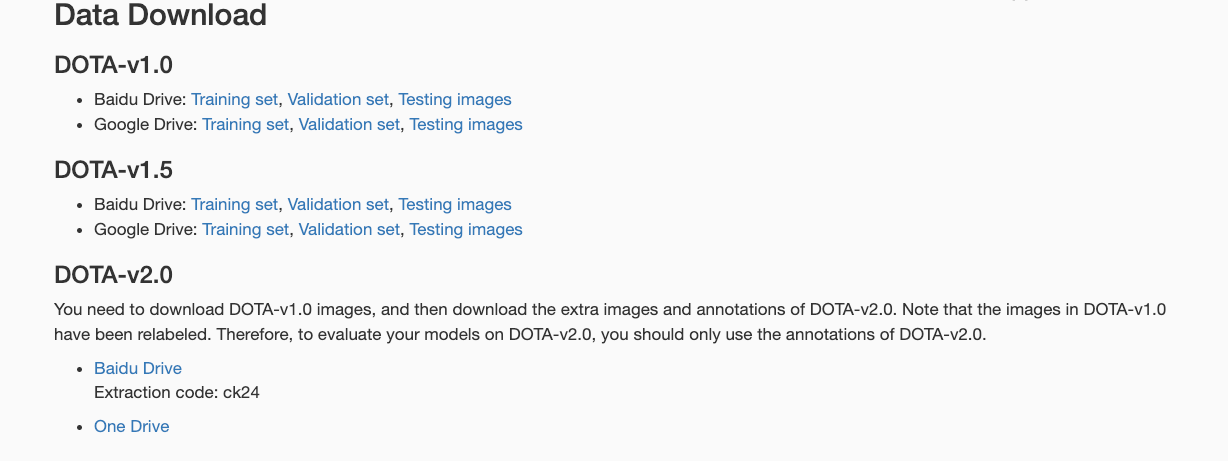 Data Download
DOTA-v1.0
• Baidu Drive: Training set, Validation set, Testing images
• Google Drive: Training set, Validation set, Testing images
DOTA-v1.5
• Baidu Drive: Training set, Validation set, Testing images
• Google Drive: Training set, Validation set, Testing images
DOTA-v2.0
You need to download DOTA-v1.0 images, and then download the extra images and annotations of DOTA-v2.0. Note that the images in DOTA-v1.0
have been relabeled. Therefore, to evaluate your models on DOTA-v2.0, you should only use the annotations of DOTA-v2.0.
• Baidu Drive
Extraction code: ck24
• One Drive